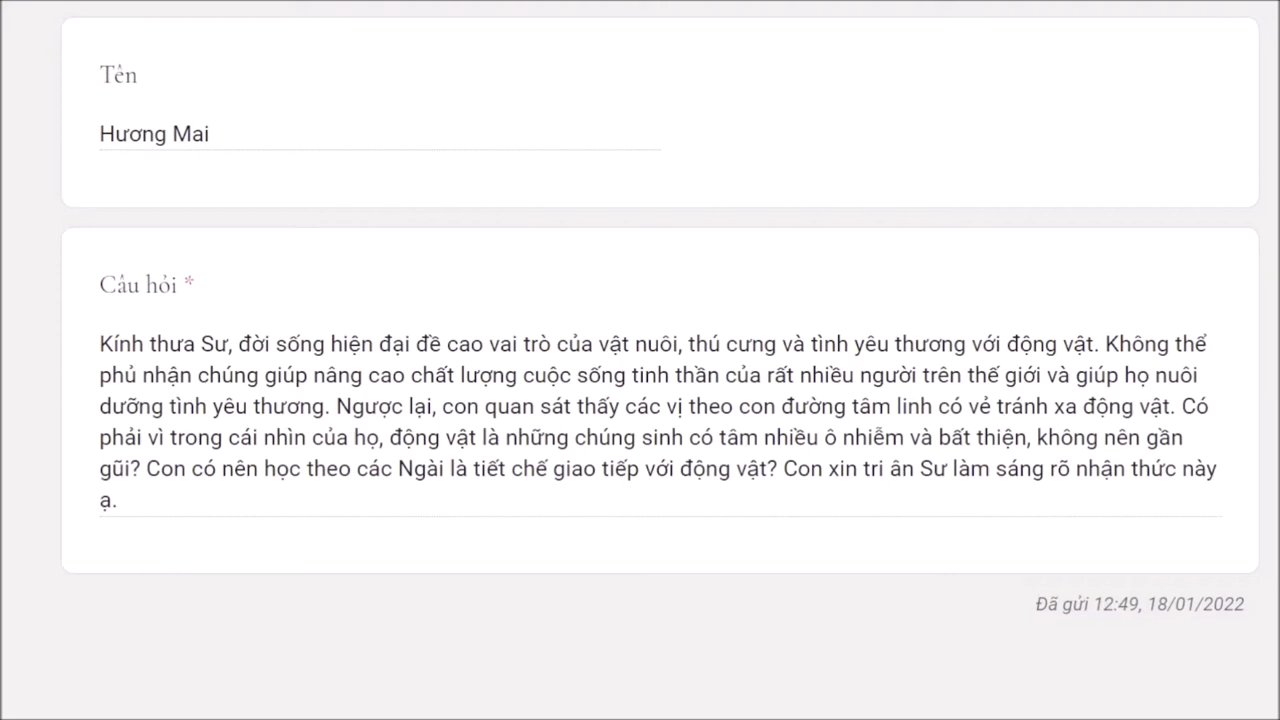 Tên
Hương Mai
Câu hỏi *
Kính thưa Sư, đời sống hiện đại đề cao vai trò của vật nuôi, thú cưng và tình yêu thương với động vật. Không thể
phủ nhận chúng giúp nâng cao chất lượng cuộc sống tinh thần của rất nhiều người trên thế giới và giúp họ nuôi
dưỡng tình yêu thương. Ngược lại, con quan sát thấy các vị theo con đường tâm linh có vẻ tránh xa động vật. Có
phải vì trong cái nhìn của họ, động vật là những chúng sinh có tâm nhiều ô nhiễm và bất thiện, không nên gần
gũi? Con có nên học theo các Ngài là tiết chế giao tiếp với động vật? Con xin tri ân Sư làm sáng rõ nhận thức này
ạ.
Đã gửi 12:49, 18/01/2022